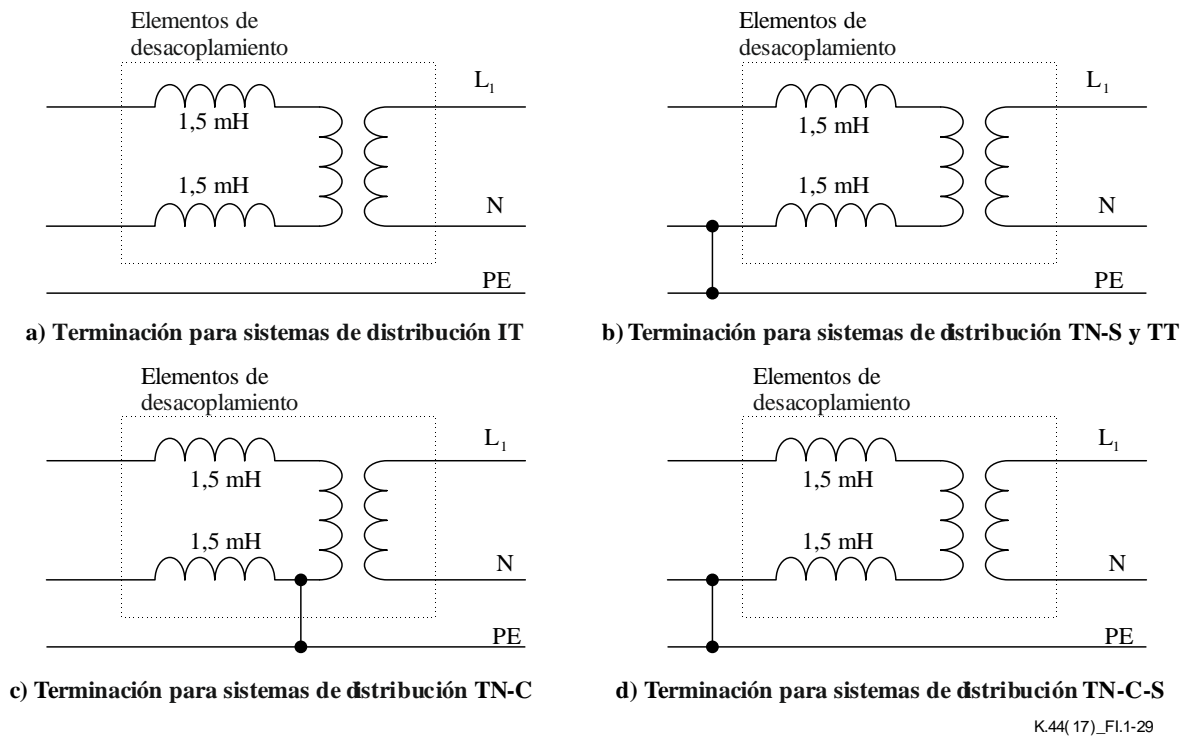 Elementos de
desacoplamiento
1,5 mH
1,5 mH
L1
N
PE
a) Terminación para sistemas de distribución IT
Elementos de
desacoplamiento
1,5 mH
1,5 mH
L1
N
PE
b) Terminación para sistemas de distribución TN-S y TT
Elementos de
desacoplamiento
1,5 mH
1,5 mH
L1
N
PE
c) Terminación para sistemas de distribución TN-C
Elementos de
desacoplamiento
1,5 mH
1,5 mH
L1
N
PE
d) Terminación para sistemas de distribución TN-C-S
K.44(17)_FI.1-29